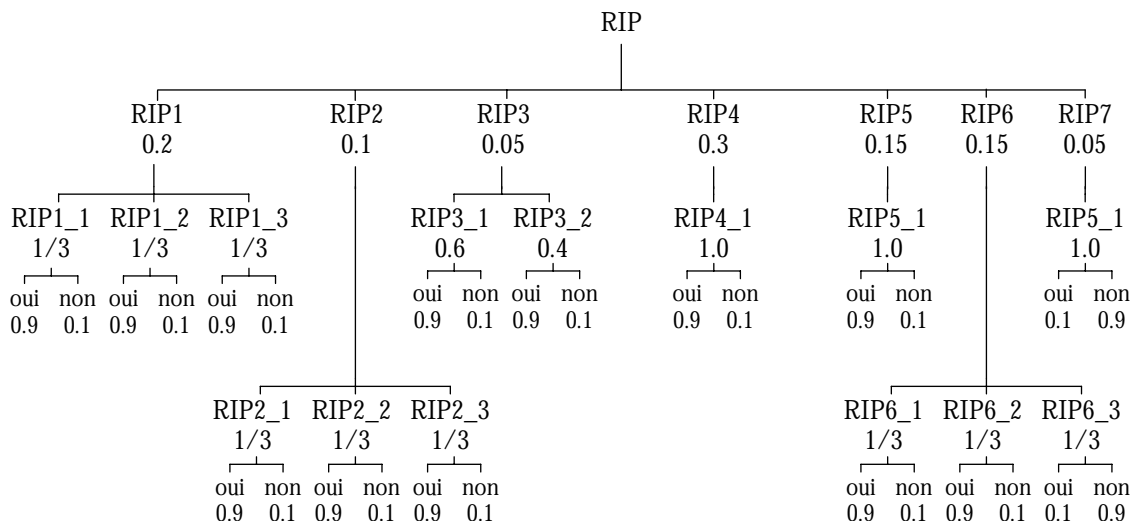 RIP
RIP1 RIP2 RIP3 RIP4 RIP5 RIP6 RIP7
0.2 0.1 0.05 0.3 0.15 0.15 0.05
RIP1_1 RIP1_2 RIP1_3 RIP3_1 RIP3_2 RIP4_1 RIP5_1 RIP5_1
1/3 1/3 1/3 0.6 0.4 1.0 1.0 1.0
oui non oui non oui non oui non oui non oui non oui non oui non
0.9 0.1 0.9 0.1 0.9 0.1 0.9 0.1 0.9 0.1 0.9 0.1 0.9 0.1 0.1 0.9
RIP2_1 RIP2_2 RIP2_3 RIP6_1 RIP6_2 RIP6_3
1/3 1/3 1/3 1/3 1/3 1/3
oui non oui non oui non oui non oui non oui non
0.9 0.1 0.9 0.1 0.9 0.1 0.9 0.1 0.9 0.1 0.1 0.9